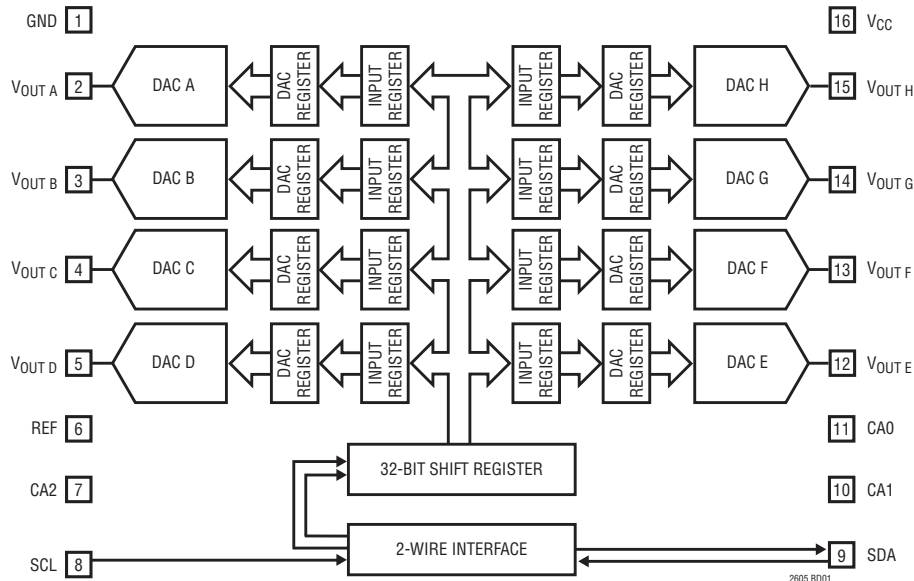 GND 1
16 VCC
VOUT A 2
DAC A
DAC REGISTER
INPUT REGISTER
INPUT REGISTER
DAC REGISTER
DAC H
15 VOUT H
VOUT B 3
DAC B
DAC REGISTER
INPUT REGISTER
INPUT REGISTER
DAC REGISTER
DAC G
14 VOUT G
VOUT C 4
DAC C
DAC REGISTER
INPUT REGISTER
INPUT REGISTER
DAC REGISTER
DAC F
13 VOUT F
VOUT D 5
DAC D
DAC REGISTER
INPUT REGISTER
INPUT REGISTER
DAC REGISTER
DAC E
12 VOUT E
REF 6
11 CA0
32-BIT SHIFT REGISTER
CA2 7
10 CA1
2-WIRE INTERFACE
SCL 8
9 SDA
2605 BD01